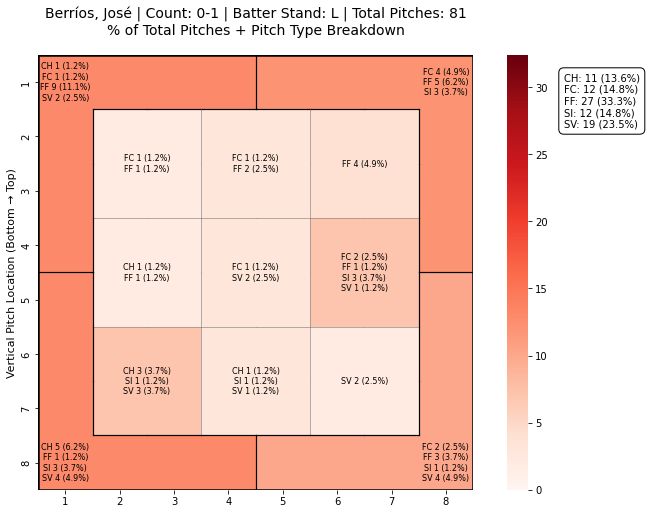 Berríos, José | Count: 0-1 | Batter Stand: L | Total Pitches: 81
% of Total Pitches + Pitch Type Breakdown
CH 1 (1.2%)
FC 1 (1.2%)
FF 9 (11.1%)
SV 2 (2.5%)
FC 4 (4.9%)
FF 5 (6.2%)
SI 3 (3.7%)
FC 1 (1.2%)
FF 1 (1.2%)
FC 1 (1.2%)
FF 2 (2.5%)
FF 4 (4.9%)
CH 1 (1.2%)
FF 1 (1.2%)
FC 1 (1.2%)
SV 2 (2.5%)
FC 2 (2.5%)
FF 1 (1.2%)
SI 3 (3.7%)
SV 1 (1.2%)
CH 3 (3.7%)
SI 1 (1.2%)
SV 3 (3.7%)
CH 1 (1.2%)
SI 1 (1.2%)
SV 1 (1.2%)
SV 2 (2.5%)
CH 5 (6.2%)
FF 1 (1.2%)
SI 3 (3.7%)
SV 4 (4.9%)
FC 2 (2.5%)
FF 3 (3.7%)
SI 1 (1.2%)
SV 4 (4.9%)
Vertical Pitch Location (Bottom → Top)
1
2
3
4
5
6
7
8
1 2 3 4 5 6 7 8
30
25
20
15
10
5
0
CH: 11 (13.6%)
FC: 12 (14.8%)
FF: 27 (33.3%)
SI: 12 (14.8%)
SV: 19 (23.5%)